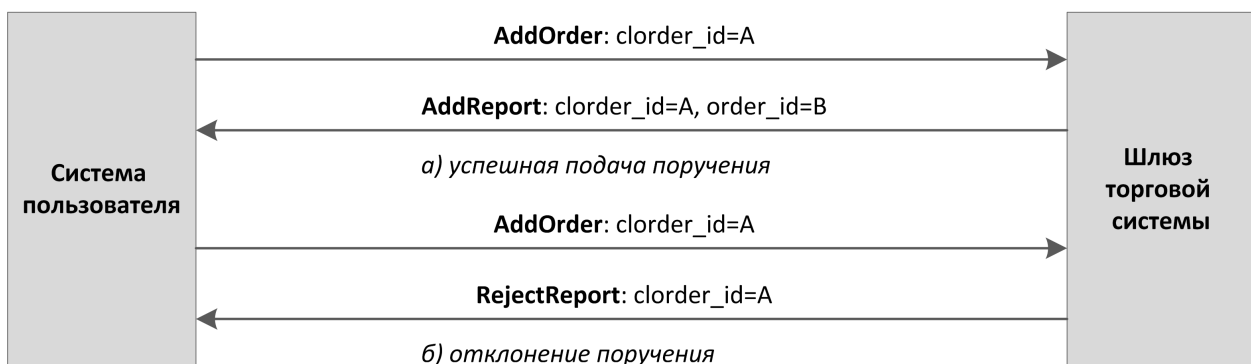 AddOrder: clorder_id=A
AddReport: clorder_id=A, order_id=B
а) успешная подача поручения
Система
пользователя
Шлюз
торговой
системы
AddOrder: clorder_id=A
RejectReport: clorder_id=A
б) отклонение поручения